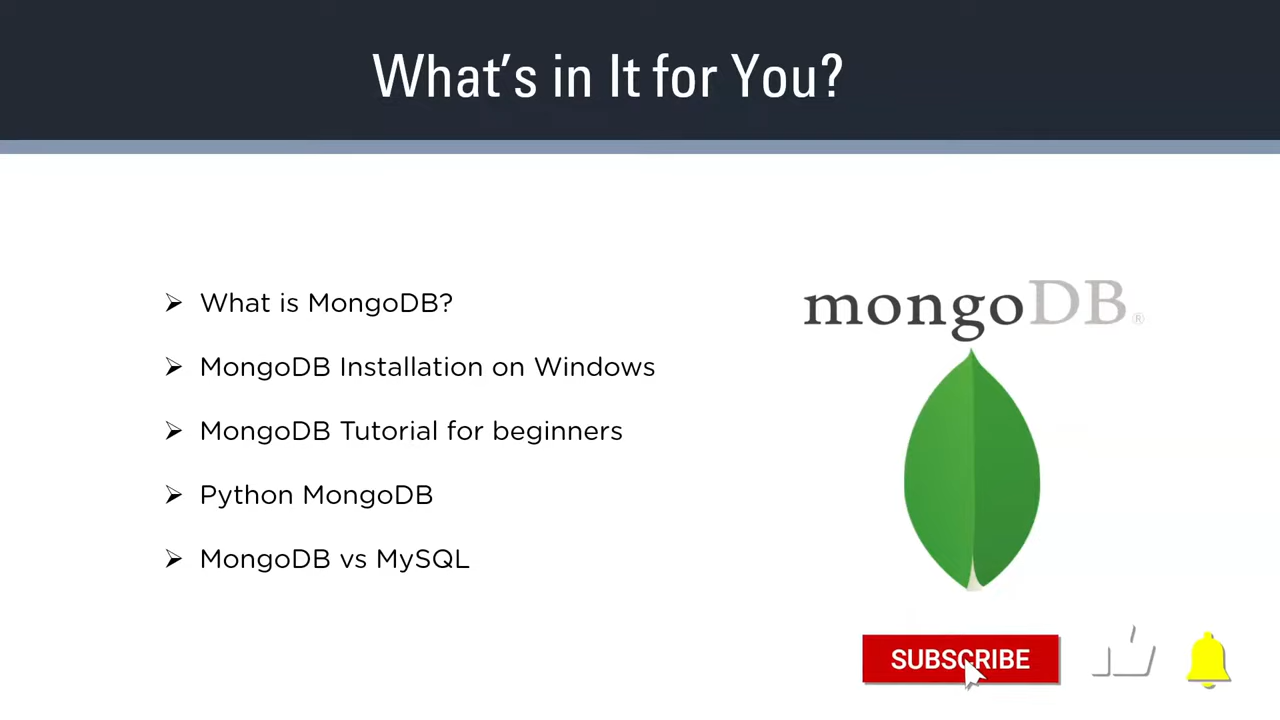 What's in It for You?
What is MongoDB?
MongoDB Installation on Windows
MongoDB Tutorial for beginners
Python MongoDB
MongoDB vs MySQL
mongoDB®
SUBSCRIBE